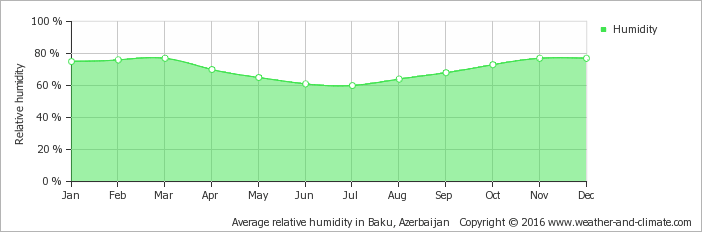 100 %
80 %
60 %
40 %
20 %
0 %
Relative humidity
Humidity
Jan Feb Mar Apr May Jun Jul Aug Sep Oct Nov Dec
Average relative humidity in Baku, Azerbaijan Copyright © 2016 www.weather-and-climate.com